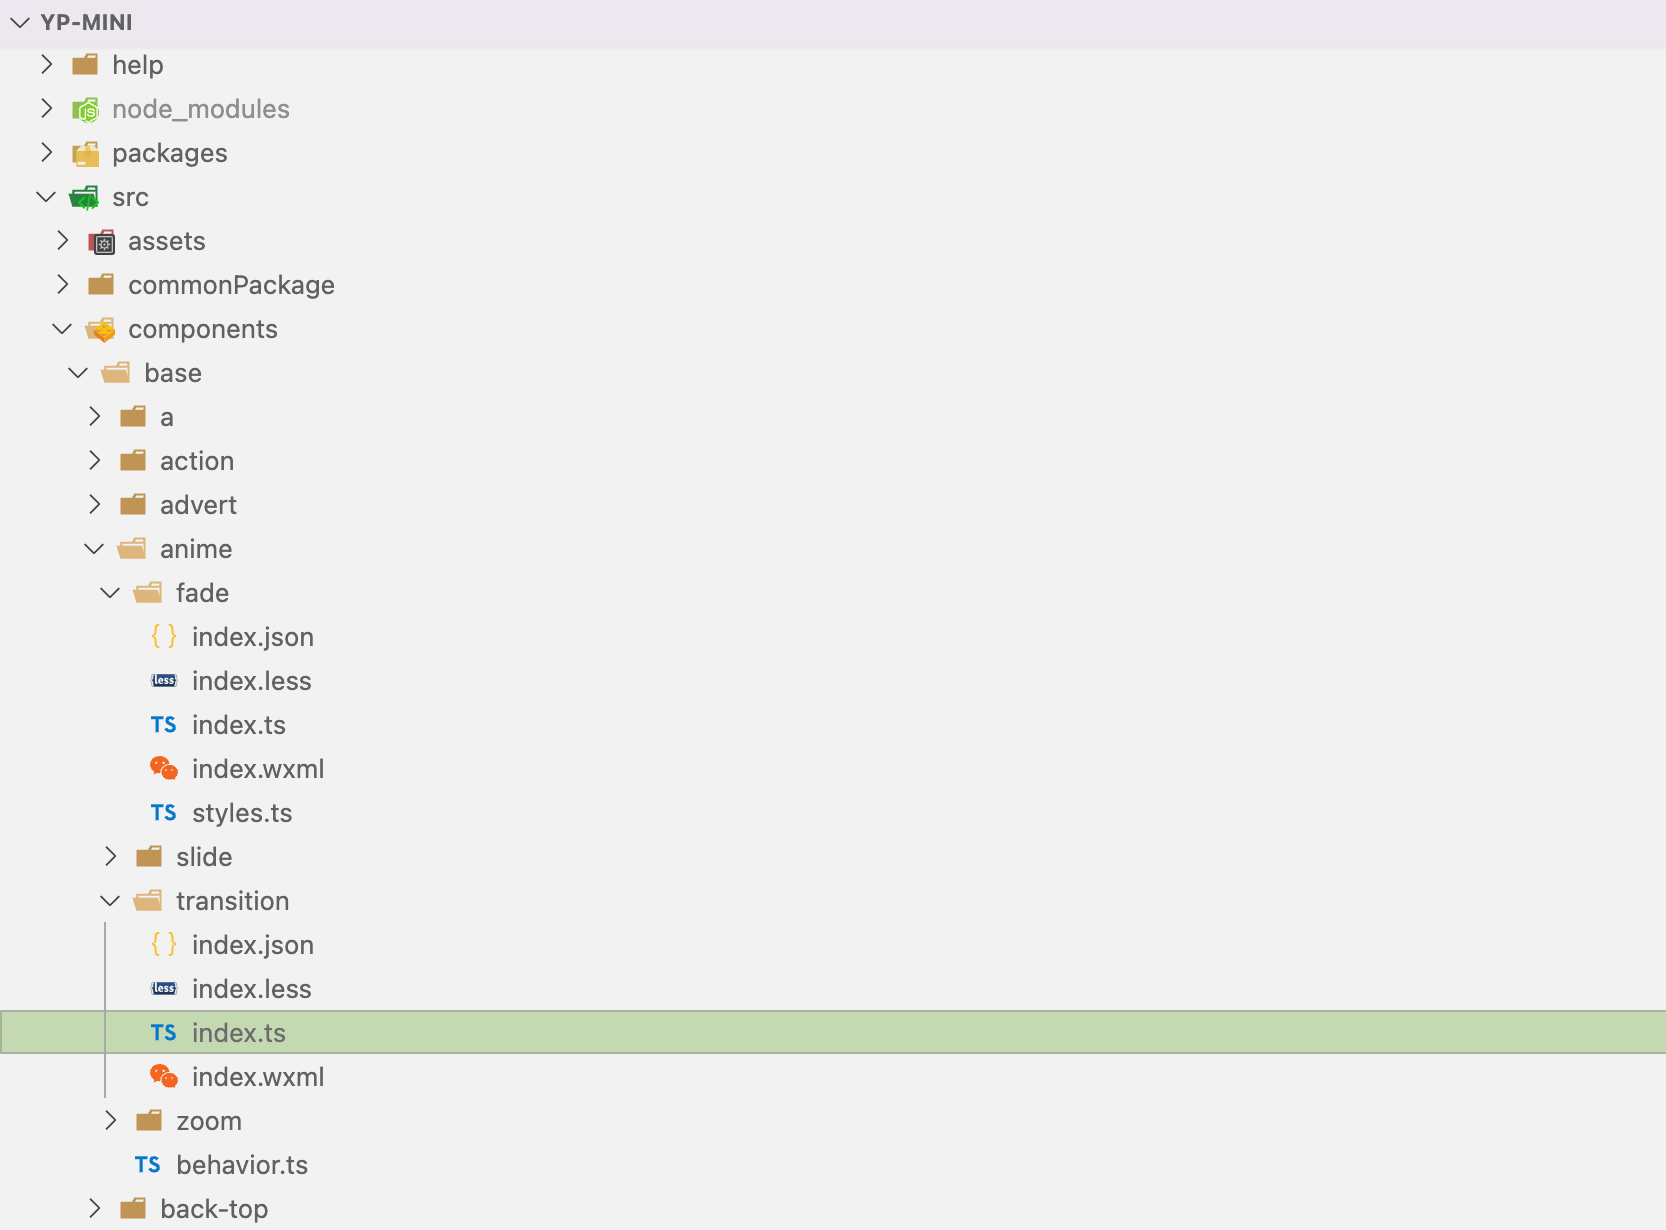 YP-MINI
help
node_modules
packages
src
assets
commonPackage
components
base
a
action
advert
anime
fade
{ } index.json
less index.less
TS index.ts
index.wxml
TS styles.ts
slide
transition
{ } index.json
less index.less
TS index.ts
index.wxml
zoom
TS behavior.ts
back-top